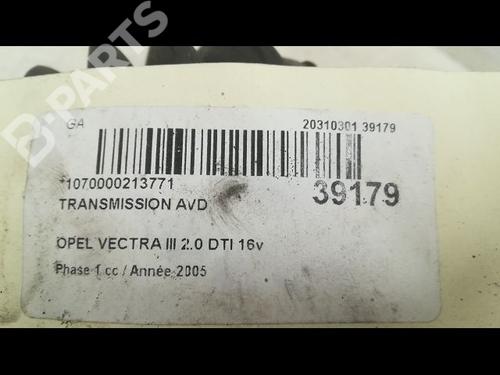 B-PARTS
GA
20310301 39179
*1070000213771
39179
TRANSMISSION AVD
OPEL VECTRA III 2.0 DTI 16v
Phase 1 cc / Année 2005